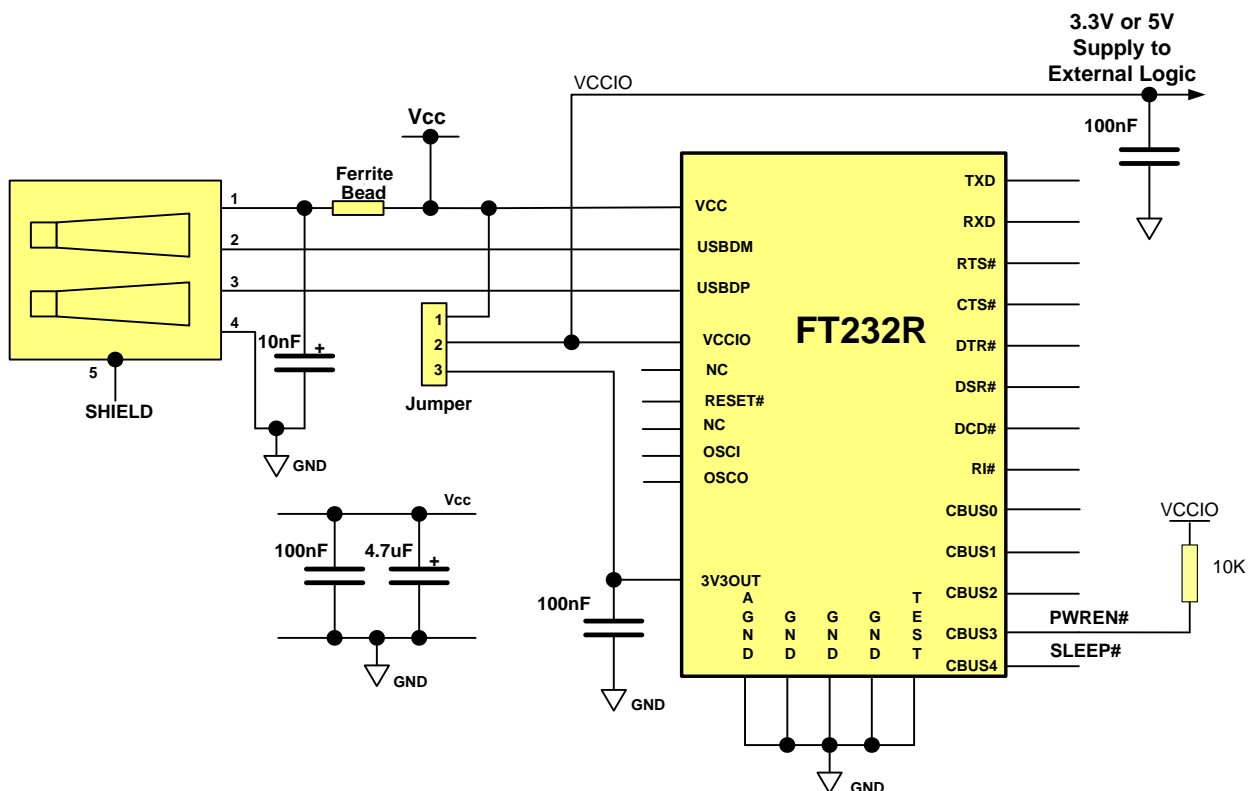 3.3V or 5V
Supply to
External Logic
VCCIO
100nF
Vcc
Ferrite
Bead
1
2
3
4
5
SHIELD
10nF
+
GND
1
2
3
Jumper
VCC
USBDM
USBDP
VCCIO
NC
RESET#
NC
OSCI
OSCO
3V3OUT
FT232R
TXD
RXD
RTS#
CTS#
DTR#
DSR#
DCD#
RI#
CBUS0
CBUS1
CBUS2
CBUS3
CBUS4
AGND
GND
GND
GND
TEST
VCCIO
10K
PWREN#
SLEEP#
Vcc
100nF
4.7uF
+
GND
100nF
GND
GND